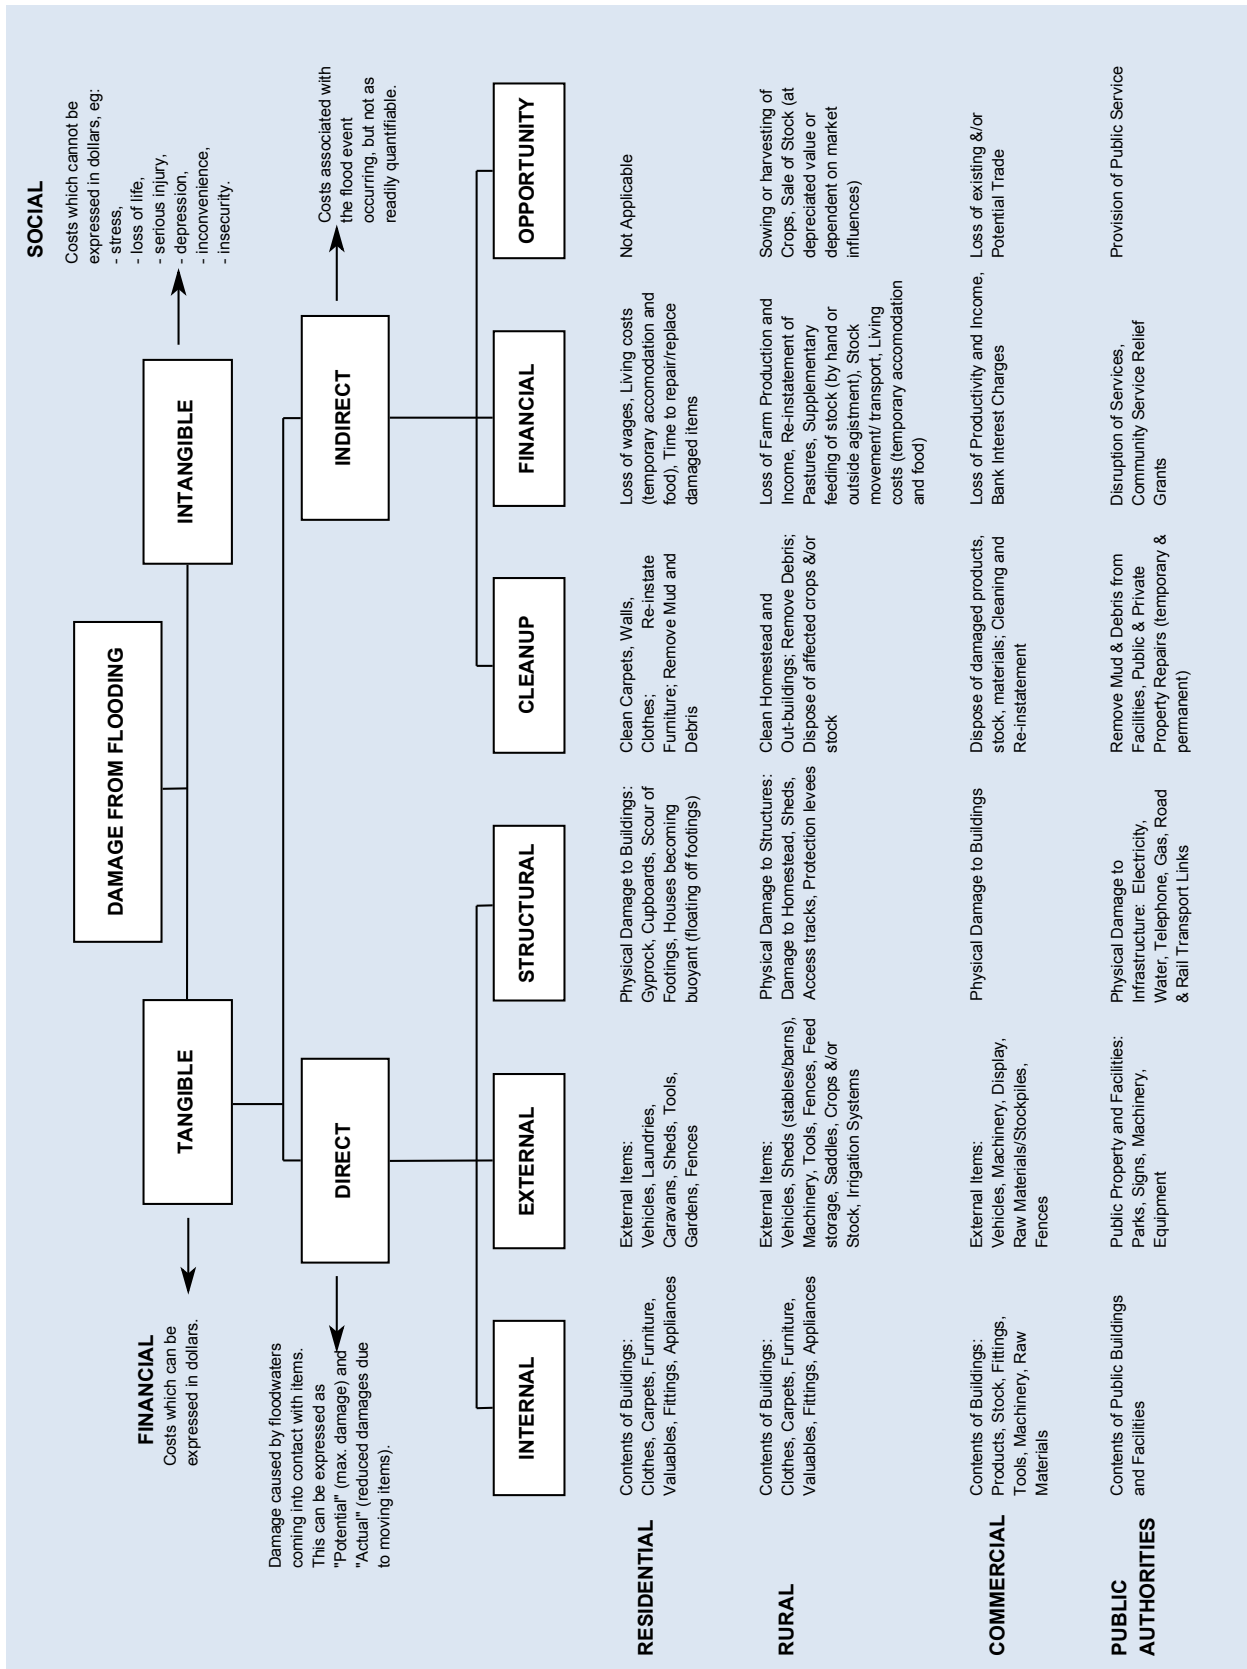 SOCIAL
Costs which cannot be
expressed in dollars, eg:
- stress,
- loss of life,
- serious injury,
- depression,
- inconvenience,
- insecurity.
DAMAGE FROM FLOODING
FINANCIAL
Costs which can be
expressed in dollars.
TANGIBLE
INTANGIBLE
Damage caused by floodwaters
coming into contact with items.
This can be expressed as
"Potential" (max. damage) and
"Actual" (reduced damages due
to moving items).
DIRECT
INDIRECT
Costs associated with
the flood event
occurring, but not as
readily quantifiable.
INTERNAL
EXTERNAL
STRUCTURAL
CLEANUP
FINANCIAL
OPPORTUNITY
RESIDENTIAL
Contents of Buildings:
Clothes, Carpets, Furniture,
Valuables, Fittings, Appliances
External Items:
Vehicles, Laundries,
Caravans, Sheds, Tools,
Gardens, Fences
Physical Damage to Buildings:
Gyprock, Cupboards, Scour of
Footings, Houses becoming
buoyant (floating off footings)
Clean Carpets, Walls,
Clothes; Re-instate
Furniture; Remove Mud and
Debris
Loss of wages, Living costs
(temporary accomodation and
food), Time to repair/replace
damaged items
Not Applicable
RURAL
Contents of Buildings:
Clothes, Carpets, Furniture,
Valuables, Fittings, Appliances
External Items:
Vehicles, Sheds (stables/barns),
Machinery, Tools, Fences, Feed
storage, Saddles, Crops &/or
Stock, Irrigation Systems
Physical Damage to Structures:
Damage to Homestead, Sheds,
Access tracks, Protection levees
Clean Homestead and
Out-buildings; Remove Debris;
Dispose of affected crops &/or
stock
Loss of Farm Production and
Income, Re-instatement of
Pastures, Supplementary
feeding of stock (by hand or
outside agistment), Stock
movement/ transport, Living
costs (temporary accomodation
and food)
Sowing or harvesting of
Crops, Sale of Stock (at
depreciated value or
dependent on market
influences)
COMMERCIAL
Contents of Buildings:
Products, Stock, Fittings,
Tools, Machinery, Raw
Materials
External Items:
Vehicles, Machinery, Display,
Raw Materials/Stockpiles,
Fences
Physical Damage to Buildings
Dispose of damaged products,
stock, materials; Cleaning and
Re-instatement
Loss of Productivity and Income,
Bank Interest Charges
Loss of existing &/or
Potential Trade
PUBLIC
AUTHORITIES
Contents of Public Buildings
and Facilities
Public Property and Facilities:
Parks, Signs, Machinery,
Equipment
Physical Damage to
Infrastructure: Electricity,
Water, Telephone, Gas, Road
& Rail Transport Links
Remove Mud & Debris from
Facilities, Public & Private
Property Repairs (temporary &
permanent)
Disruption of Services,
Community Service Relief
Grants
Provision of Public Service